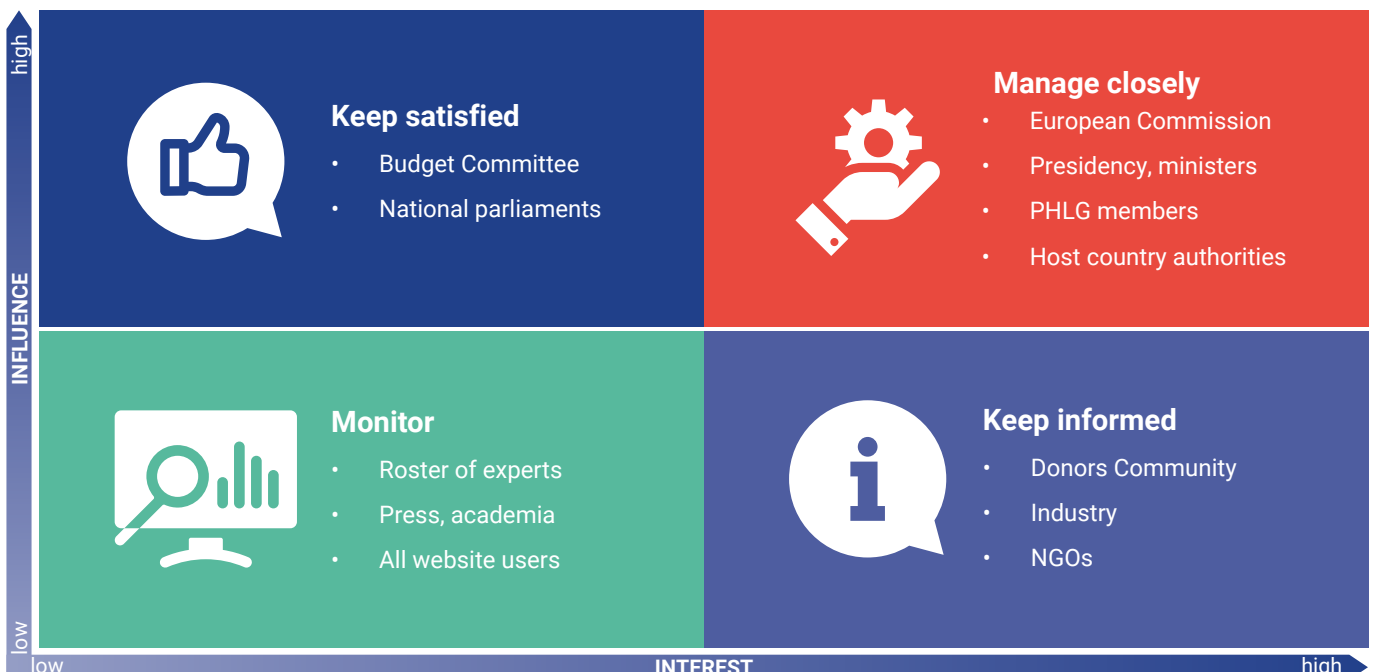 high
Keep satisfied
• Budget Committee
• National parliaments
Manage closely
• European Commission
• Presidency, ministers
• PHLG members
• Host country authorities
INFLUENCE
Monitor
• Roster of experts
• Press, academia
• All website users
Keep informed
• Donors Community
• Industry
• NGOs
low
low
INTEREST
high